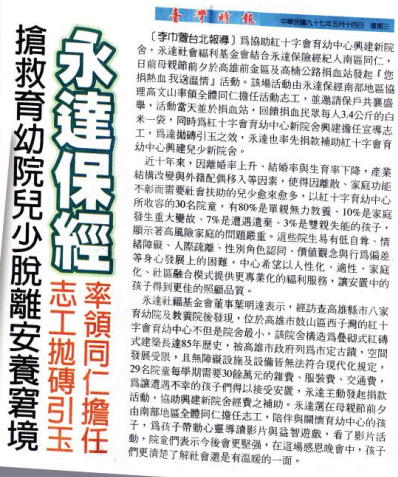 臺灣時報
中華民國九十七年五月十四日 星期三
永達保經
率領同仁擔任
志工拋磚引玉
搶救育幼院兒少脫離安養窘境
〔李巾萱台北報導〕為協助紅十字會育幼中心興建新院
舍，永達社會福利基金會結合永達保險經紀人南區同仁，
日前母親節前夕於高雄前金區及高楠公路捐血站發起『您
捐熱血 我送溫情』活動。該場活動由永達保經南部地區協
理高文山率領全體同仁擔任活動志工，並邀請保戶共襄盛
舉，活動當天並於捐血站，回饋捐血民眾每人3.4公斤的白
米一袋，同時為紅十字會育幼中心新院舍興建擔任宣導志
工，為達拋磚引玉之效，永達也率先捐款補助紅十字會育
幼中心興建兒少新院舍。
近十年來，因離婚率上升、結婚率與生育率下降，產業
結構改變與外籍配偶移入等因素，使得因離散、家庭功能
不彰而需要社會扶助的兒少愈來愈多，以紅十字育幼中心
所收容的30名院童，有80%是單親無力教養、10%是家庭
發生重大變故、7%是遭遇遺棄、3%是雙親失能的孩子，
顯示著高風險家庭的問題嚴重。這些院生易有低自尊、情
緒障礙、人際疏離、性別角色認同、價值觀念與行為偏差
等身心發展上的困難，中心希望以人性化、適性、家庭
化、社區融合模式提供更專業化的福利服務，讓安置中的
孩子得到更佳的照顧品質。
永達社福基金會董事葉明達表示，經訪查高雄縣市八家
育幼院及教養院後發現，位於高雄市鼓山區西子灣的紅十
字會育幼中心不但是院舍最小，該院舍構造為疊砌式紅磚
式建築長達85年歷史，被高雄市政府列為市定古蹟，空間
發展受限，且無障礙設施及設備皆無法符合現代化規定，
29名院童每學期需要30餘萬元的雜費、服裝費、交通費，
為讓遭遇不幸的孩子們得以接受安置，永達主動發起捐款
活動，協助興建新院舍經費之補助。永達選在母親節前夕
由南部地區全體同仁擔任志工，陪伴與關懷育幼中心的孩
子，為孩子帶動心靈導讀影片與益智遊戲，看了影片活
動，院童們表示今後會更堅強，在這場感恩晚會中，孩子
們更清楚了解社會還是有溫暖的一面。